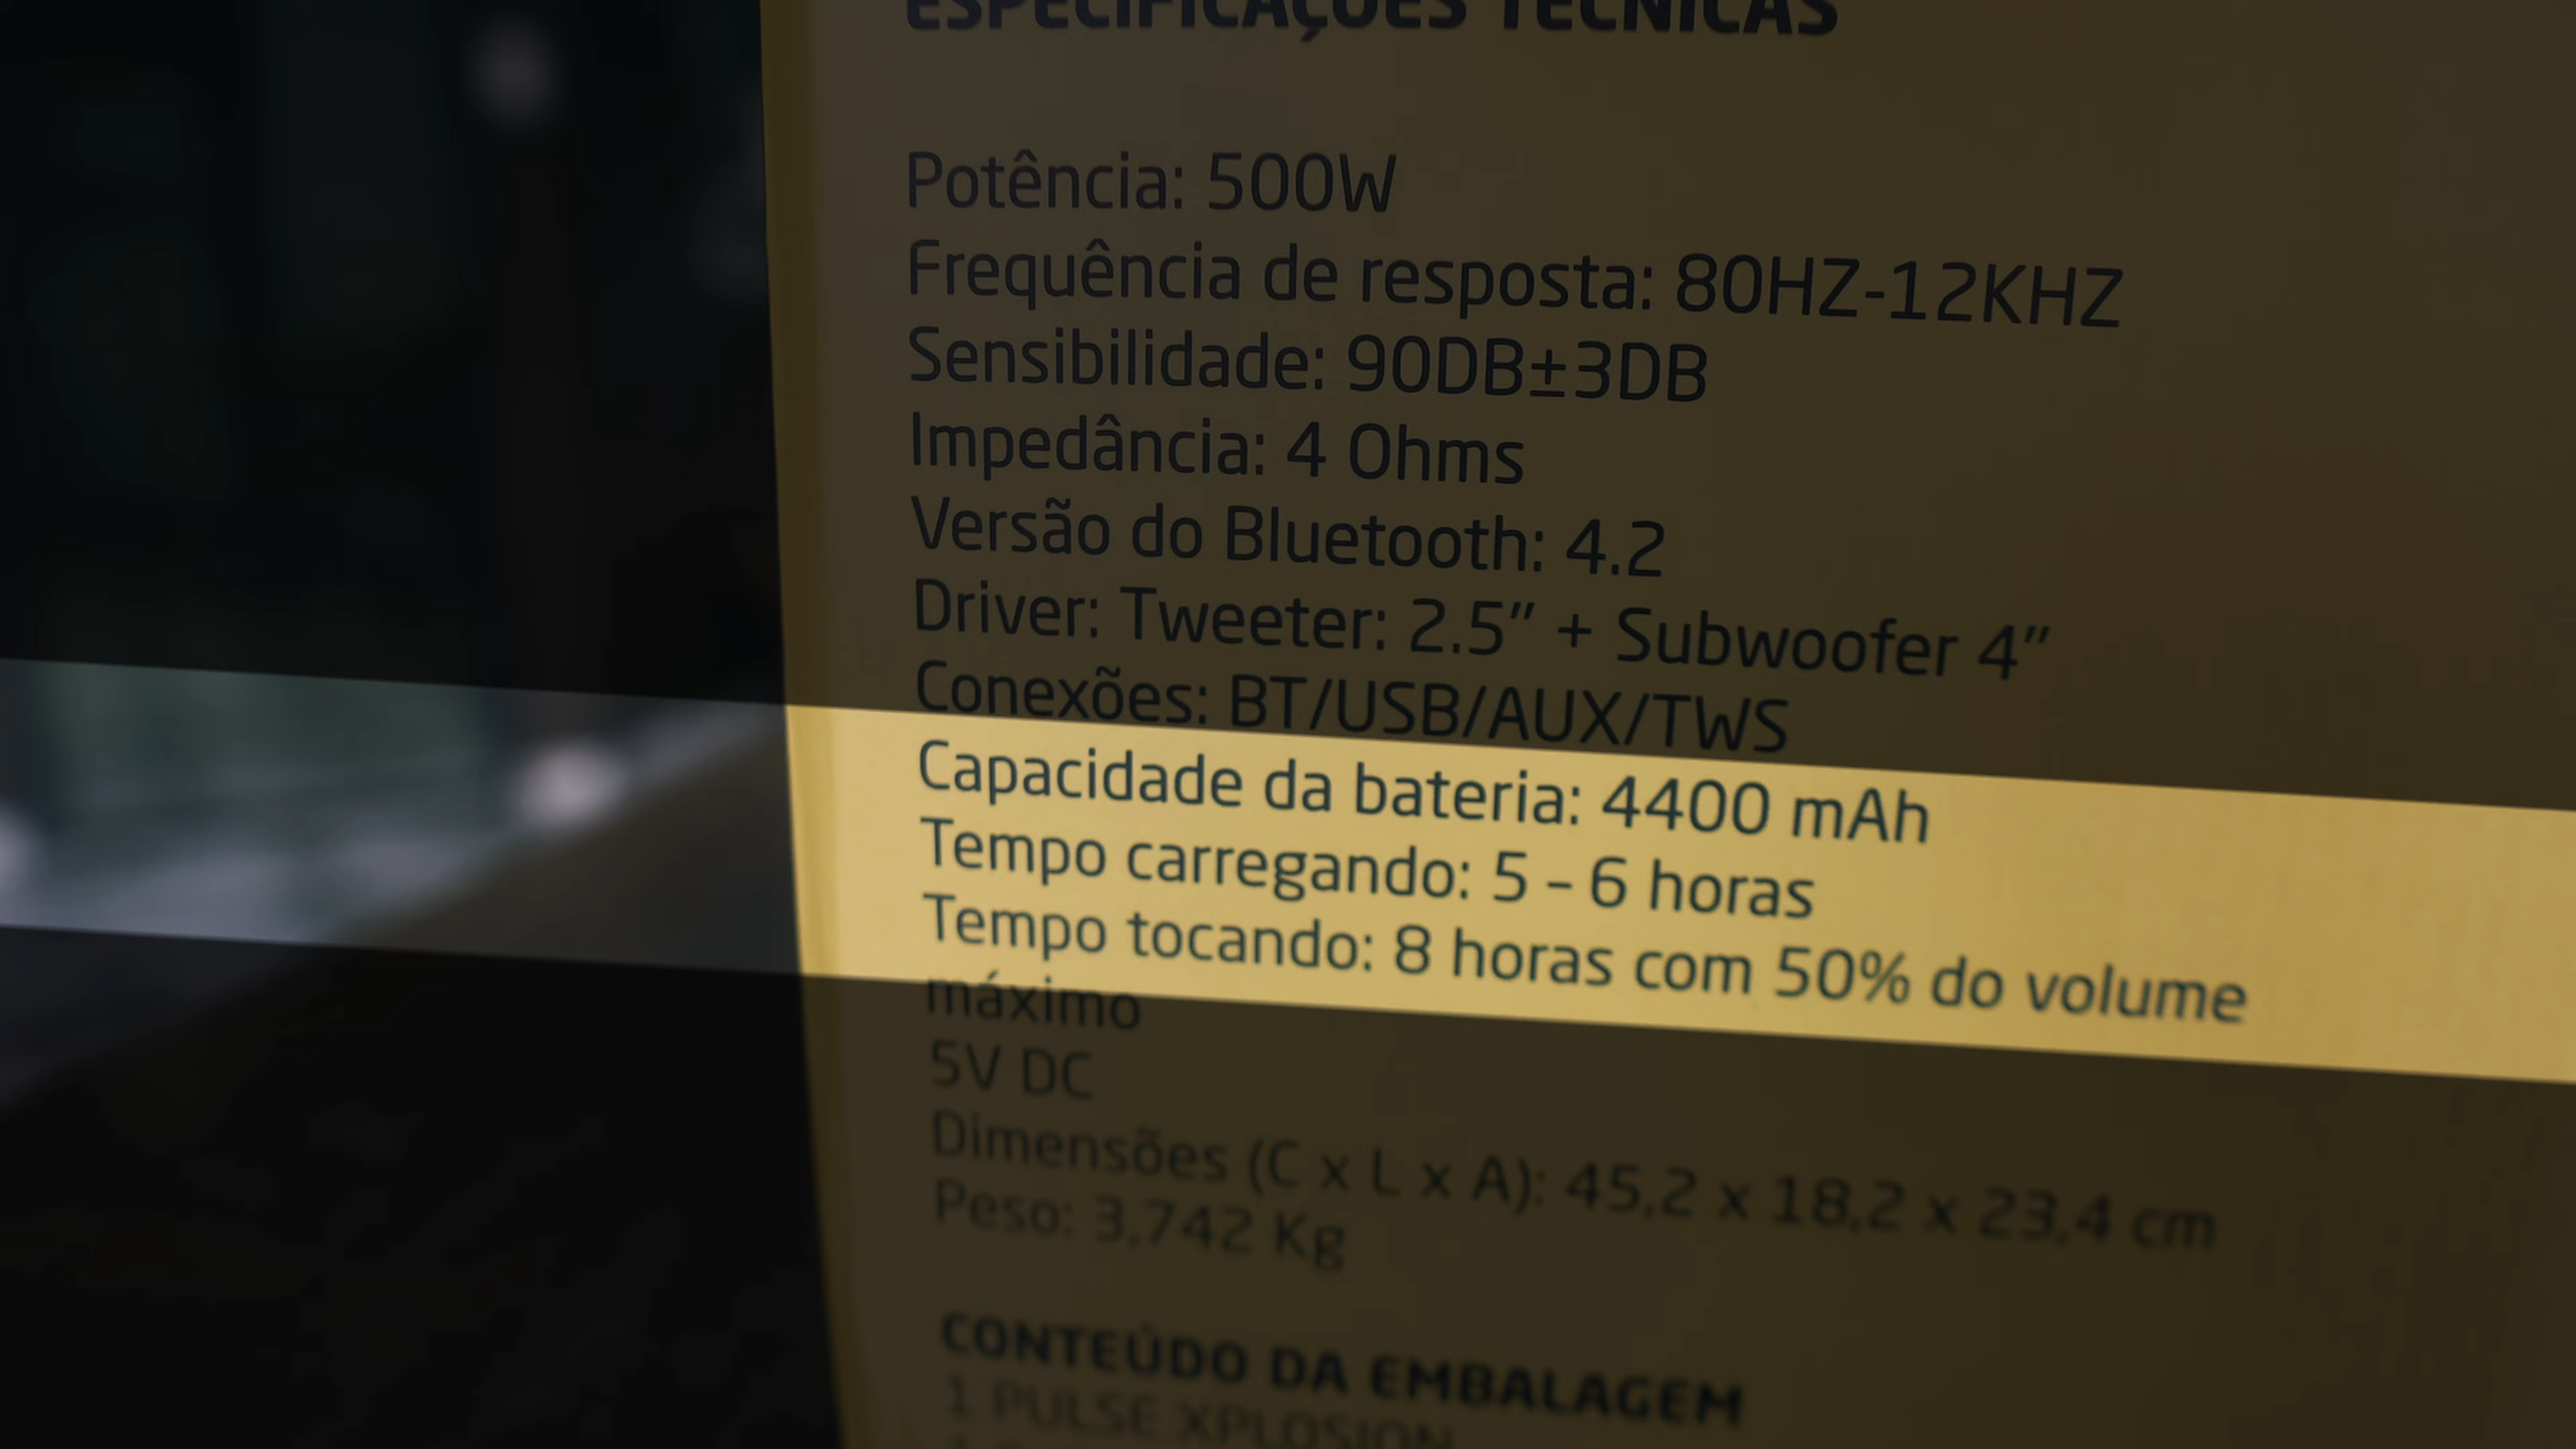 ESPECIFICAÇÕES TÉCNICAS
Potência: 500W
Frequência de resposta: 80HZ-12KHZ
Sensibilidade: 90DB±3DB
Impedância: 4 Ohms
Versão do Bluetooth: 4.2
Driver: Tweeter: 2.5” + Subwoofer 4”
Conexões: BT/USB/AUX/TWS
Capacidade da bateria: 4400 mAh
Tempo carregando: 5 – 6 horas
Tempo tocando: 8 horas com 50% do volume
máximo
5V DC
Dimensões (C x L x A): 45,2 x 18,2 x 23,4 cm
Peso: 3,742 Kg
CONTEÚDO DA EMBALAGEM
1 PULSE XPLOSION